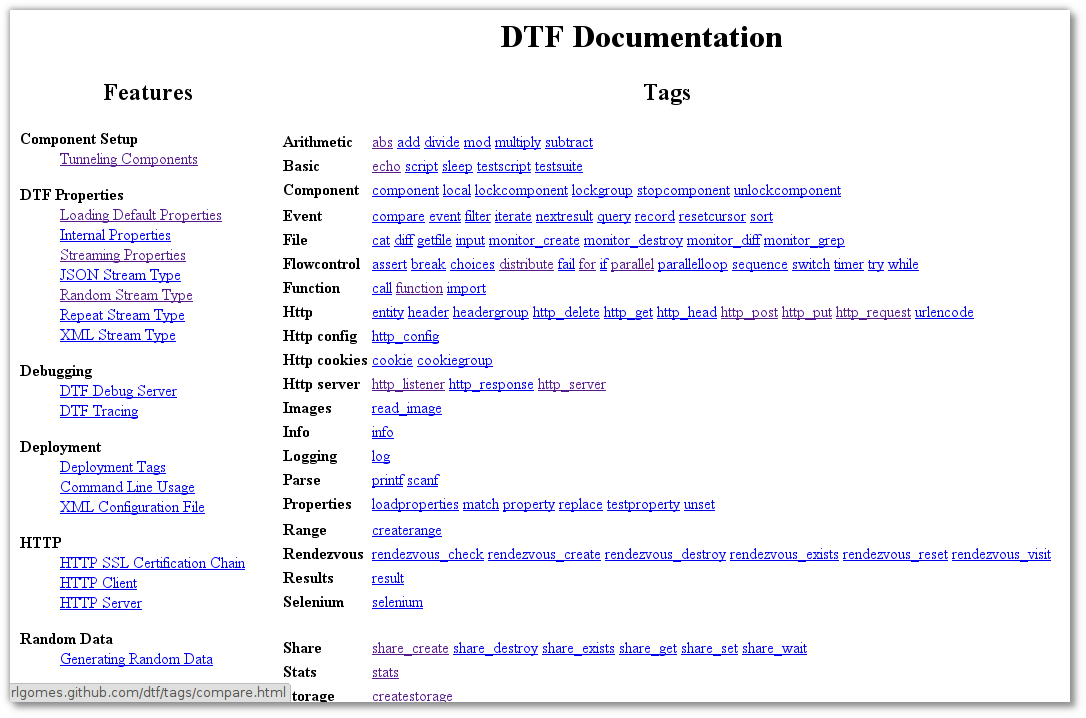 DTF Documentation
Features
Component Setup
Tunneling Components
DTF Properties
Loading Default Properties
Internal Properties
Streaming Properties
JSON Stream Type
Random Stream Type
Repeat Stream Type
XML Stream Type
Debugging
DTF Debug Server
DTF Tracing
Deployment
Deployment Tags
Command Line Usage
XML Configuration File
HTTP
HTTP SSL Certification Chain
HTTP Client
HTTP Server
Random Data
Generating Random Data
Tags
Arithmetic abs add divide mod multiply subtract
Basic echo script sleep testscript testsuite
Component component local lockcomponent lockgroup stopcomponent unlockcomponent
Event compare event filter iterate nextresult query record resetcursor sort
File cat diff getfile input monitor_create monitor_destroy monitor_diff monitor_grep
Flowcontrol assert break choices distribute fail for if parallel parallelloop sequence switch timer try while
Function call function import
Http entity header headergroup http_delete http_get http_head http_post http_put http_request urlencode
Http config http_config
Http cookies cookie cookiegroup
Http server http_listener http_response http_server
Images read_image
Info info
Logging log
Parse printf scanf
Properties loadproperties match property replace testproperty unset
Range createrange
Rendezvous rendezvous_check rendezvous_create rendezvous_destroy rendezvous_exists rendezvous_reset rendezvous_visit
Results result
Selenium selenium
Share share_create share_destroy share_exists share_get share_set share_wait
Stats stats
torage createstorage
rlgomes.github.com/dtf/tags/compare.html